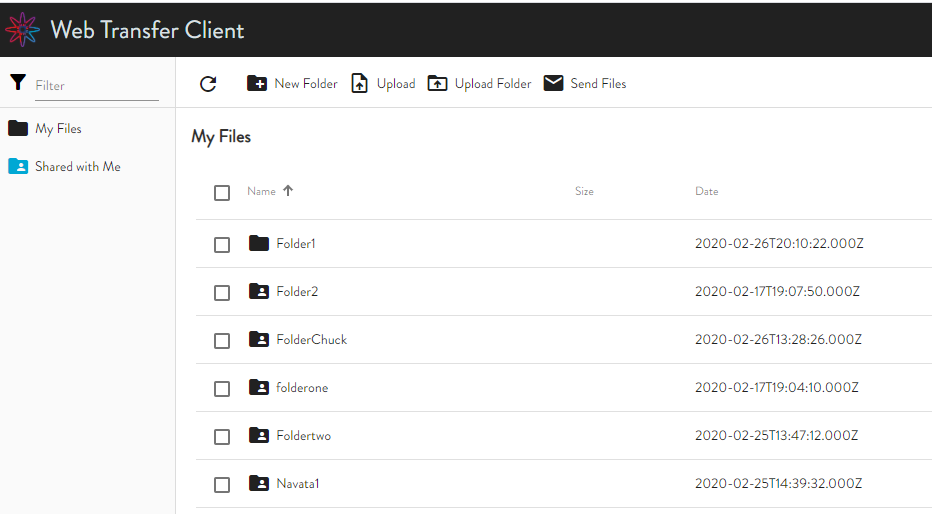 Web Transfer Client
Filter
New Folder Upload Upload Folder Send Files
My Files
Shared with Me
My Files
Name Size Date
Folder1 2020-02-26T20:10:22.000Z
Folder2 2020-02-17T19:07:50.000Z
FolderChuck 2020-02-26T13:28:26.000Z
folderone 2020-02-17T19:04:10.000Z
Foldertwo 2020-02-25T13:47:12.000Z
Navata1 2020-02-25T14:39:32.000Z